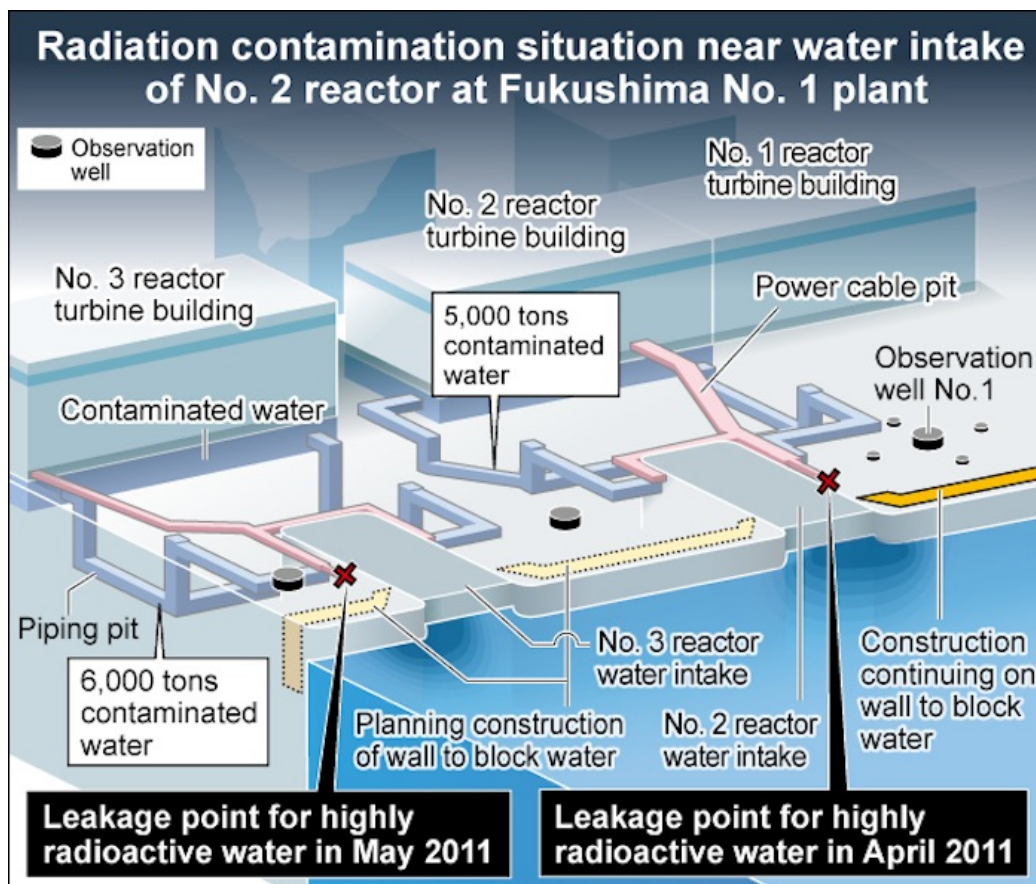 Radiation contamination situation near water intake
of No. 2 reactor at Fukushima No. 1 plant
Observation
well
No. 1 reactor
turbine building
No. 2 reactor
turbine building
No. 3 reactor
turbine building
Power cable pit
5,000 tons
contaminated
water
Observation
well No.1
Contaminated water
Piping pit
6,000 tons
contaminated
water
No. 3 reactor
water intake
Planning construction
of wall to block water
No. 2 reactor
water intake
Construction
continuing on
wall to block
water
Leakage point for highly
radioactive water in May 2011
Leakage point for highly
radioactive water in April 2011